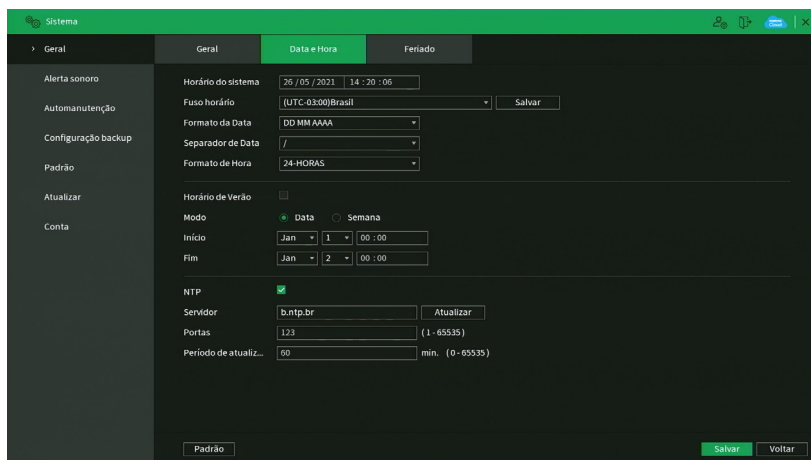 Sistema
Cloud
Geral
Alerta sonoro
Automanutenção
Configuração backup
Padrão
Atualizar
Conta
Geral Data e Hora Feriado
Horário do sistema 26 / 05 / 2021 14 : 20 : 06
Fuso horário (UTC-03:00)Brasil Salvar
Formato da Data DD MM AAAA
Separador de Data /
Formato de Hora 24-HORAS
Horário de Verão
Modo Data Semana
Início Jan 1 00 : 00
Fim Jan 2 00 : 00
NTP
Servidor b.ntp.br Atualizar
Portas 123 (1-65535)
Período de atualiz... 60 min. (0-65535)
Padrão Salvar Voltar